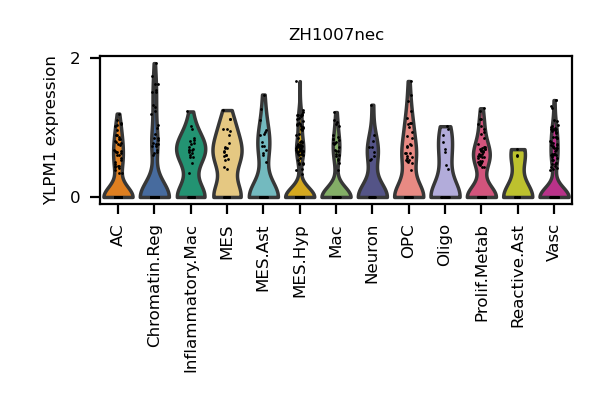 ZH1007nec
YLPM1 expression
2
0
AC
Chromatin.Reg
Inflammatory.Mac
MES
MES.Ast
MES.Hyp
Mac
Neuron
OPC
Oligo
Prolif.Metab
Reactive.Ast
Vasc